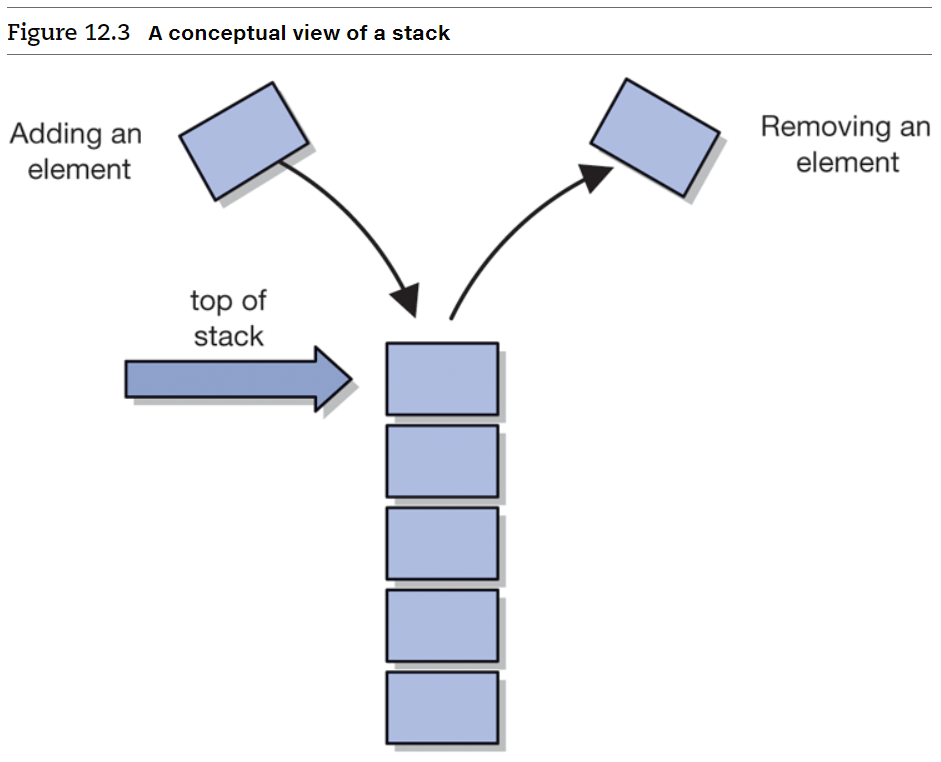 Figure 12.3 A conceptual view of a stack
Adding an
element
Removing an
element
top of
stack